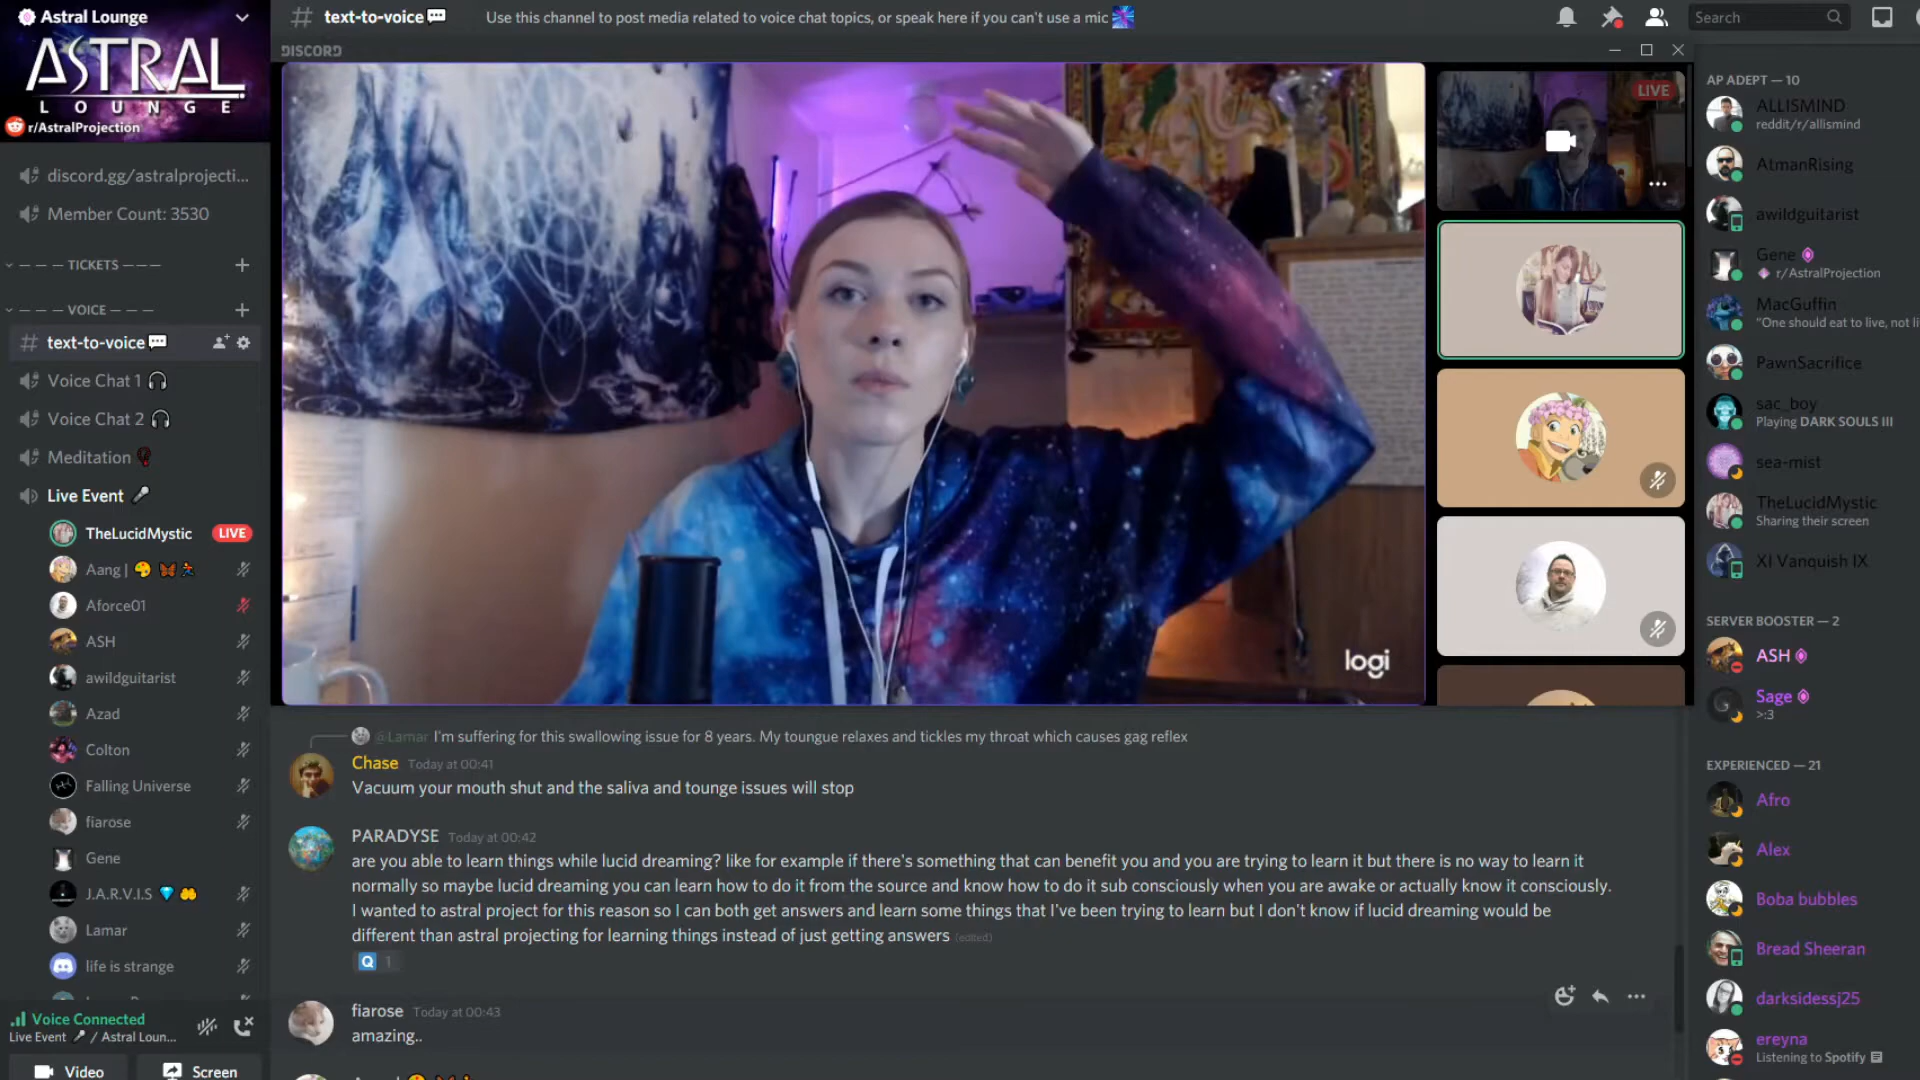 Astral Lounge
ASTRAL
LOUNGE
r/AstralProjection
discord.gg/astralprojecti...
Member Count: 3530
— — — TICKETS — — —
— — — VOICE — — —
text-to-voice
Voice Chat 1
Voice Chat 2
Meditation
Live Event
TheLucidMystic LIVE
Aang |
Aforce01
ASH
awildguitarist
Azad
Colton
Falling Universe
fiarose
Gene
J.A.R.V.I.S
Lamar
life is strange
Voice Connected
Live Event / Astral Loun...
Video
Screen
text-to-voice
Use this channel to post media related to voice chat topics, or speak here if you can't use a mic
Search
DISCORD
LIVE
logi
@Lamar I'm suffering for this swallowing issue for 8 years. My toungue relaxes and tickles my throat which causes gag reflex
Chase Today at 00:41
Vacuum your mouth shut and the saliva and tounge issues will stop
PARADYSE Today at 00:42
are you able to learn things while lucid dreaming? like for example if there's something that can benefit you and you are trying to learn it but there is no way to learn it
normally so maybe lucid dreaming you can learn how to do it from the source and know how to do it sub consciously when you are awake or actually know it consciously.
I wanted to astral project for this reason so I can both get answers and learn some things that I've been trying to learn but I don't know if lucid dreaming would be
different than astral projecting for learning things instead of just getting answers (edited)
Q 1
fiarose Today at 00:43
amazing..
AP ADEPT — 10
ALLISMIND
reddit/r/allismind
AtmanRising
awildguitarist
Gene
r/AstralProjection
MacGuffin
"One should eat to live, not li
PawnSacrifice
sac_boy
Playing DARK SOULS III
sea-mist
TheLucidMystic
Sharing their screen
XI Vanquish IX
SERVER BOOSTER — 2
ASH
Sage
>:3
EXPERIENCED — 21
Afro
Alex
Boba bubbles
Bread Sheeran
darksidessj25
ereyna
Listening to Spotify